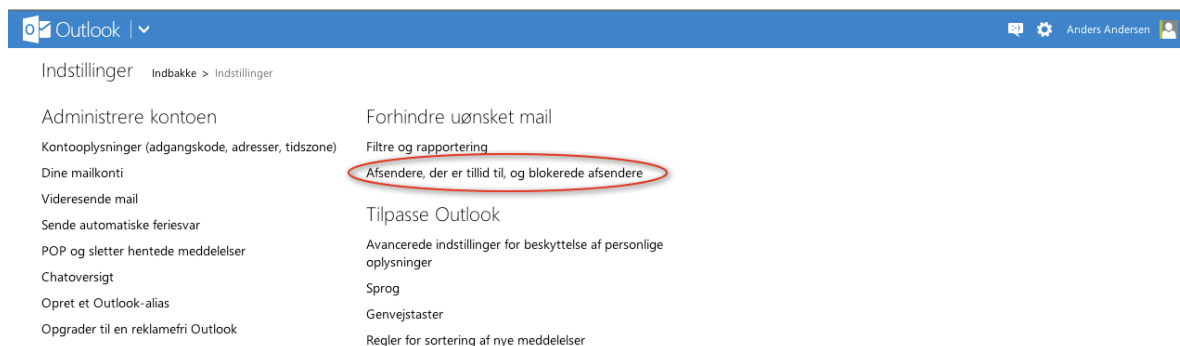 Outlook
Anders Andersen
Indstillinger Indbakke > Indstillinger
Administrere kontoen
Kontooplysninger (adgangskode, adresser, tidszone)
Dine mailkonti
Videresende mail
Sende automatiske feriesvar
POP og sletter hentede meddelelser
Chatoversigt
Opret et Outlook-alias
Opgrader til en reklamefri Outlook
Forhindre uønsket mail
Filtre og rapportering
Afsendere, der er tillid til, og blokerede afsendere
Tilpasse Outlook
Avancerede indstillinger for beskyttelse af personlige
oplysninger
Sprog
Genvejstaster
Regler for sortering af nye meddelelser